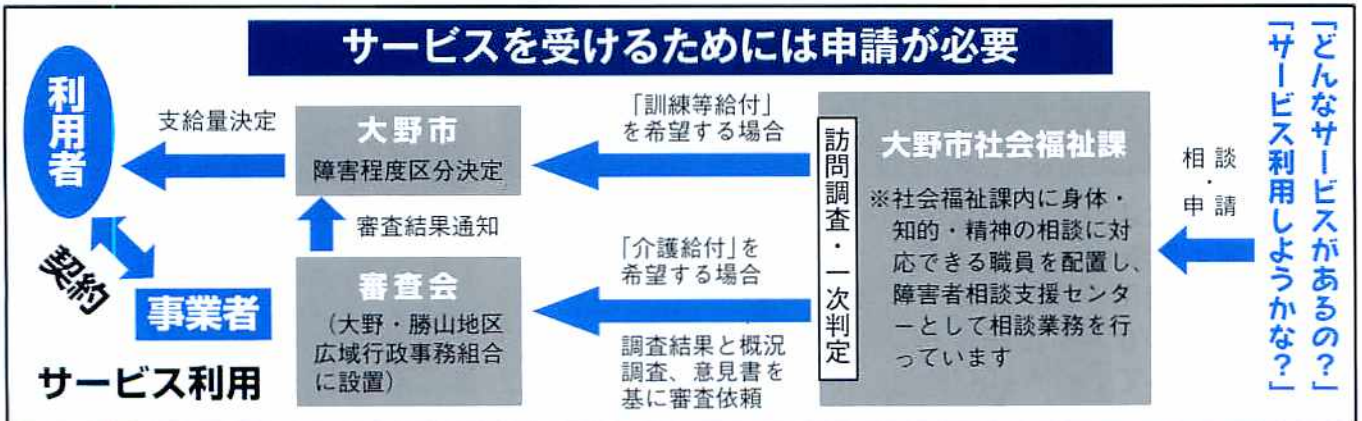 サービスを受けるためには申請が必要
「どんなサービスがあるの？」
「サービス利用しようかな？」
相談
・
申請
大野市社会福祉課
※社会福祉課内に身体・
知的・精神の相談に対
応できる職員を配置し、
障害者相談支援センタ
ーとして相談業務を行
っています
訪問調査・一次判定
「訓練等給付」
を希望する場合
「介護給付」を
希望する場合
調査結果と概況
調査、意見書を
基に審査依頼
大野市
障害程度区分決定
審査結果通知
審査会
（大野・勝山地区
広域行政事務組合
に設置）
支給量決定
利用者
契約
事業者
サービス利用